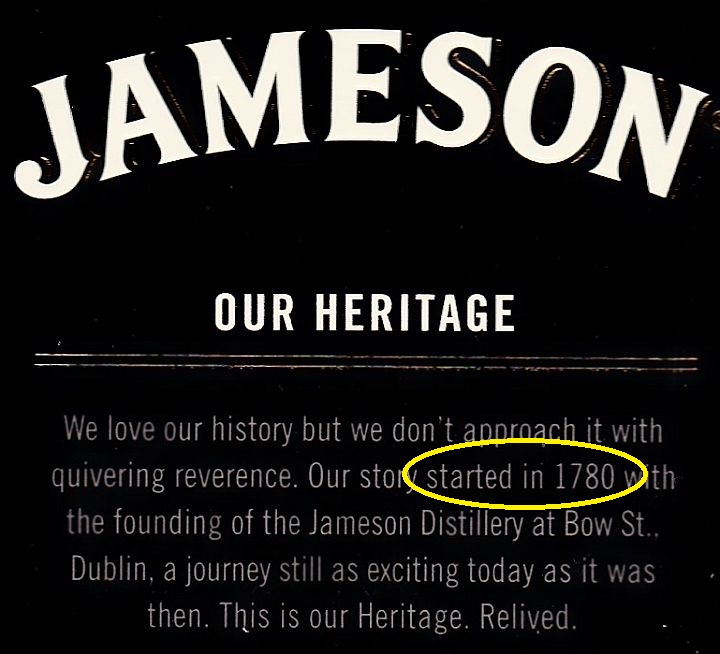 JAMESON
OUR HERITAGE
We love our history but we don't approach it with
quivering reverence. Our story started in 1780 with
the founding of the Jameson Distillery at Bow St.,
Dublin, a journey still as exciting today as it was
then. This is our Heritage. Relived.